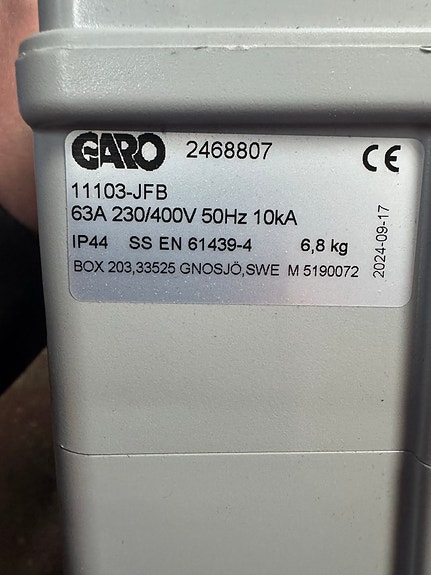 GARO 2468807 CE
11103-JFB
63A 230/400V 50Hz 10kA
IP44 SS EN 61439-4 6,8 kg
BOX 203,33525 GNOSJÖ,SWE M 5190072
2024-09-17